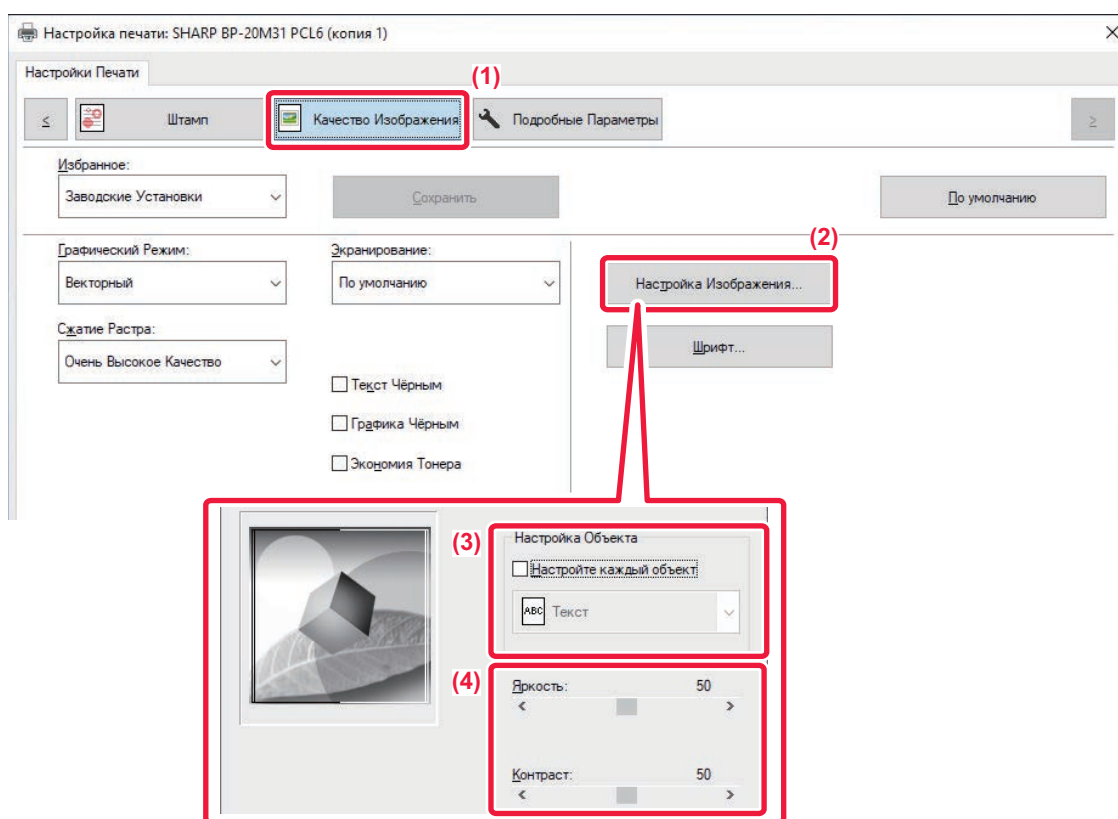 Настройка печати: SHARP BP-20M31 PCL6 (копия 1)
Настройки Печати
(1)
Штамп
Качество Изображения
Подробные Параметры
Избранное:
Заводские Установки
Сохранить
По умолчанию
(2)
Графический Режим:
Экранирование:
Векторный
По умолчанию
Настройка Изображения...
Сжатие Растра:
Шрифт...
Очень Высокое Качество
Текст Чёрным
Графика Чёрным
Экономия Тонера
(3)
Настройка Объекта
Настройте каждый объект
ABC Текст
(4)
Яркость: 50
Контраст: 50